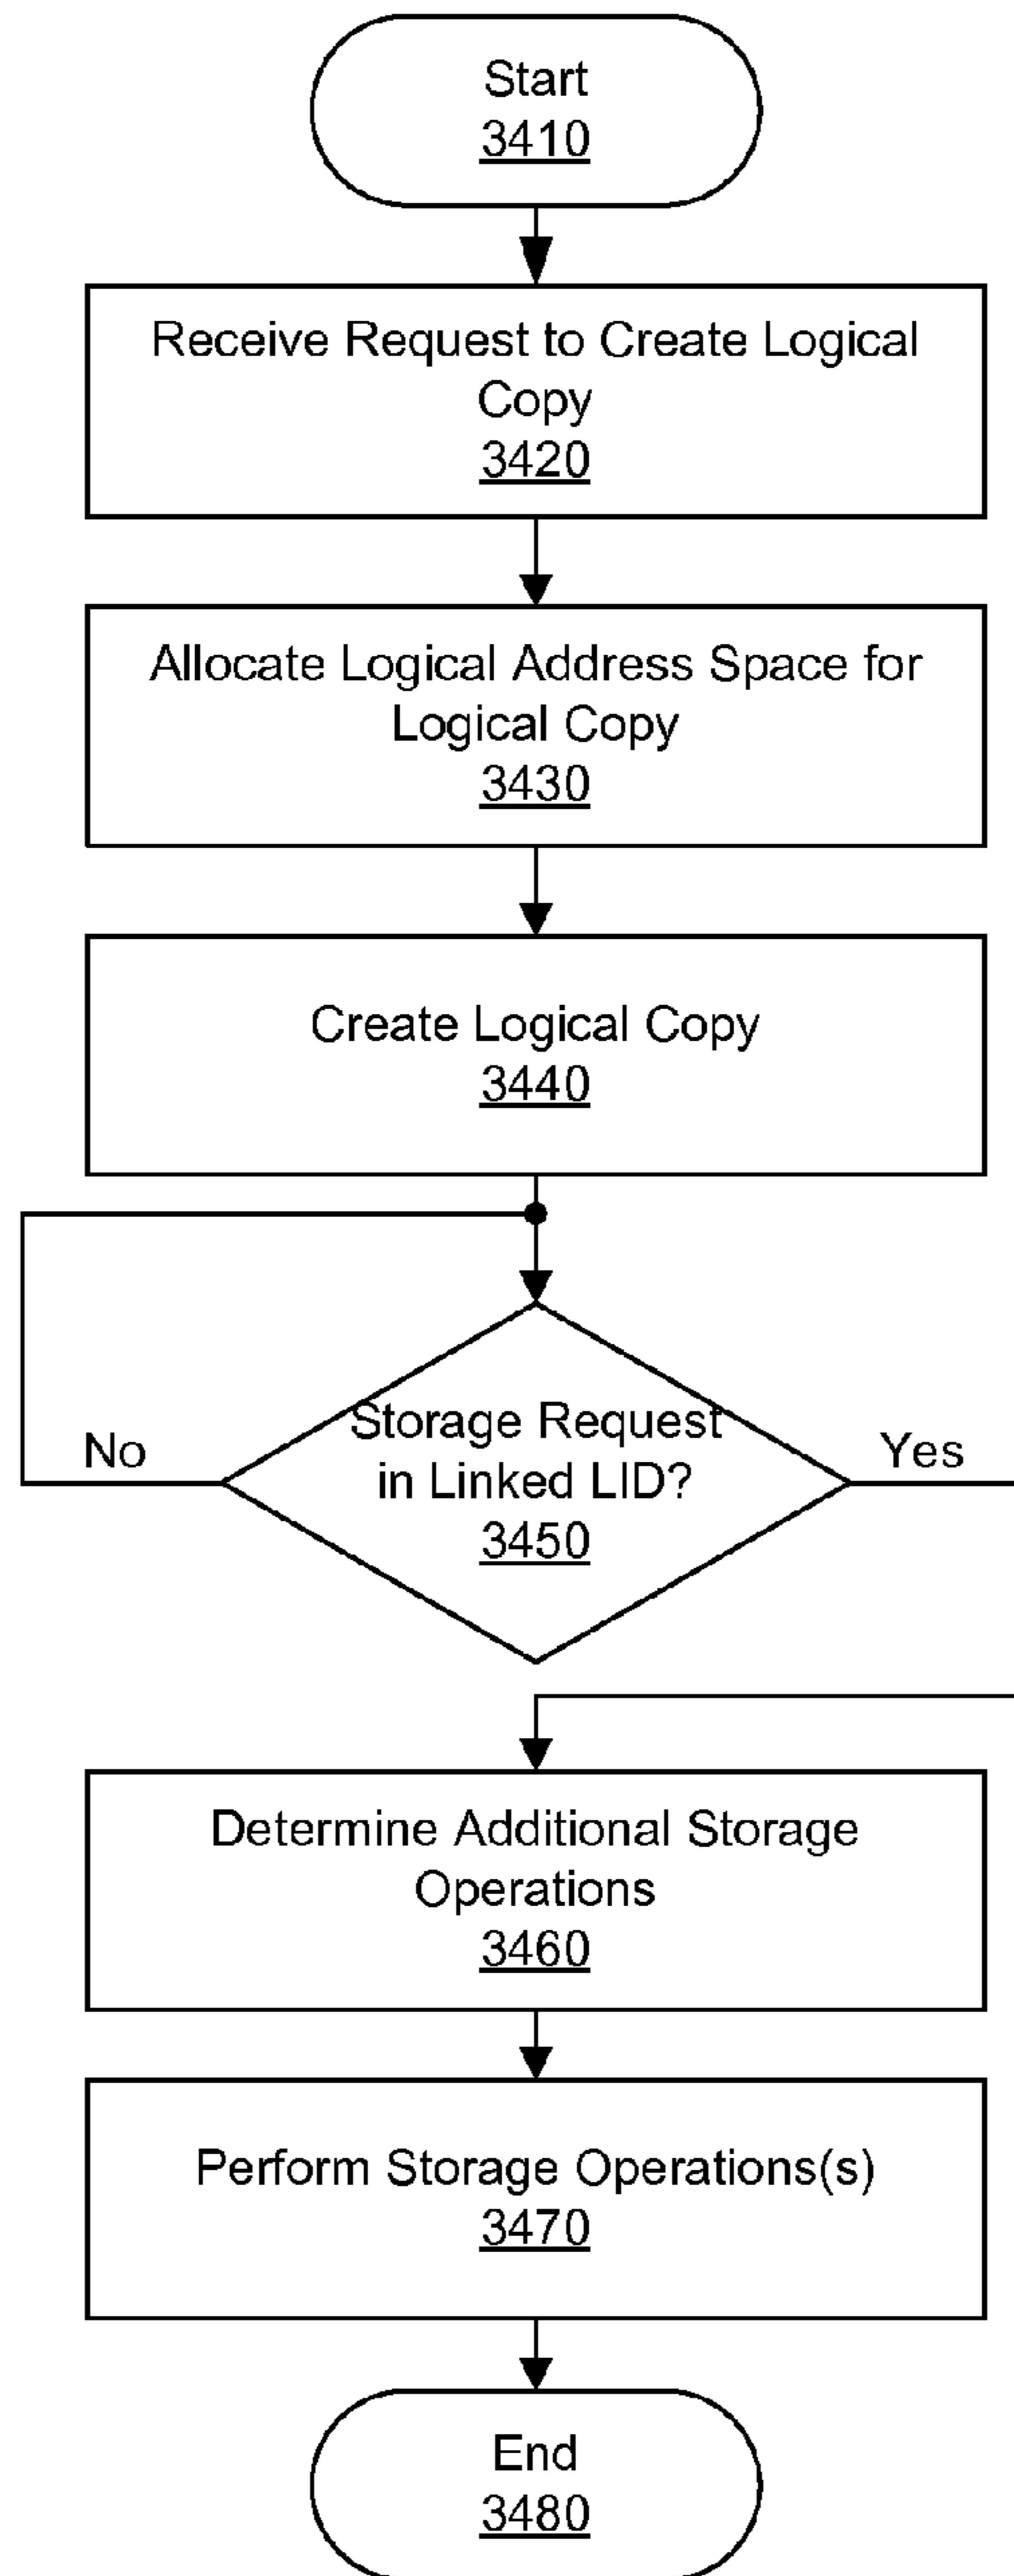 Start
3410
Receive Request to Create Logical
Copy
3420
Allocate Logical Address Space for
Logical Copy
3430
Create Logical Copy
3440
Storage Request
in Linked LID?
3450
No
Yes
Determine Additional Storage
Operations
3460
Perform Storage Operations(s)
3470
End
3480